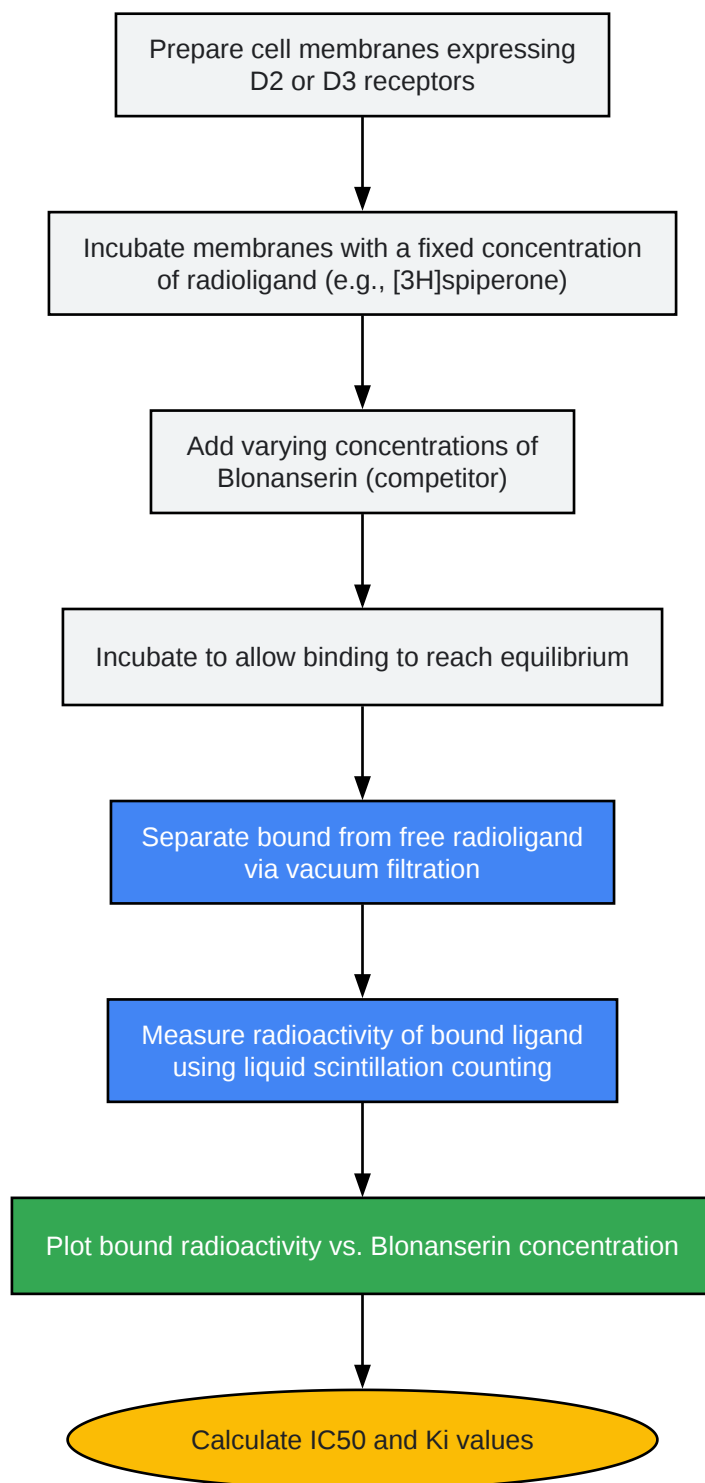 Prepare cell membranes expressing
D2 or D3 receptors
Incubate membranes with a fixed concentration
of radioligand (e.g., [3H]spiperone)
Add varying concentrations of
Blonanserin (competitor)
Incubate to allow binding to reach equilibrium
Separate bound from free radioligand
via vacuum filtration
Measure radioactivity of bound ligand
using liquid scintillation counting
Plot bound radioactivity vs. Blonanserin concentration
Calculate IC50 and Ki values